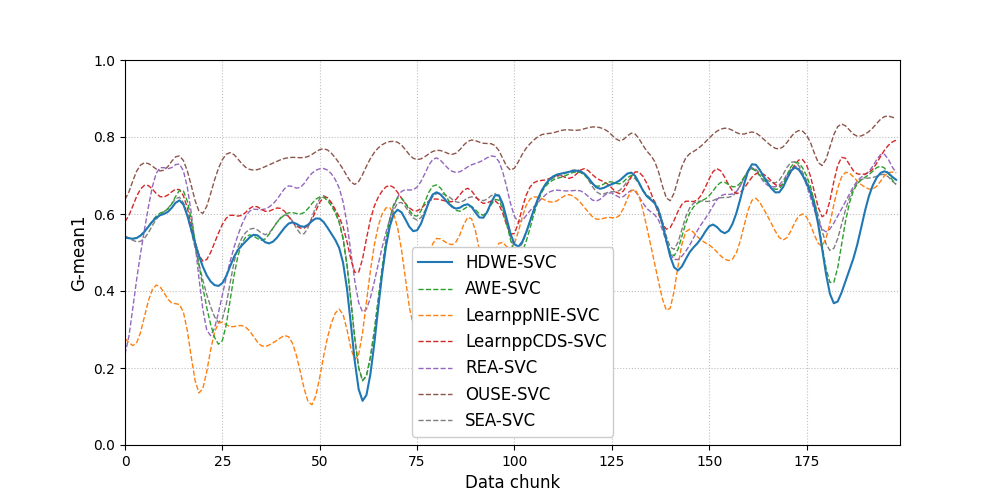 G-mean1
1.0
0.8
0.6
0.4
0.2
0.0
0 25 50 75 100 125 150 175
Data chunk
HDWE-SVC
AWE-SVC
LearnppNIE-SVC
LearnppCDS-SVC
REA-SVC
OUSE-SVC
SEA-SVC